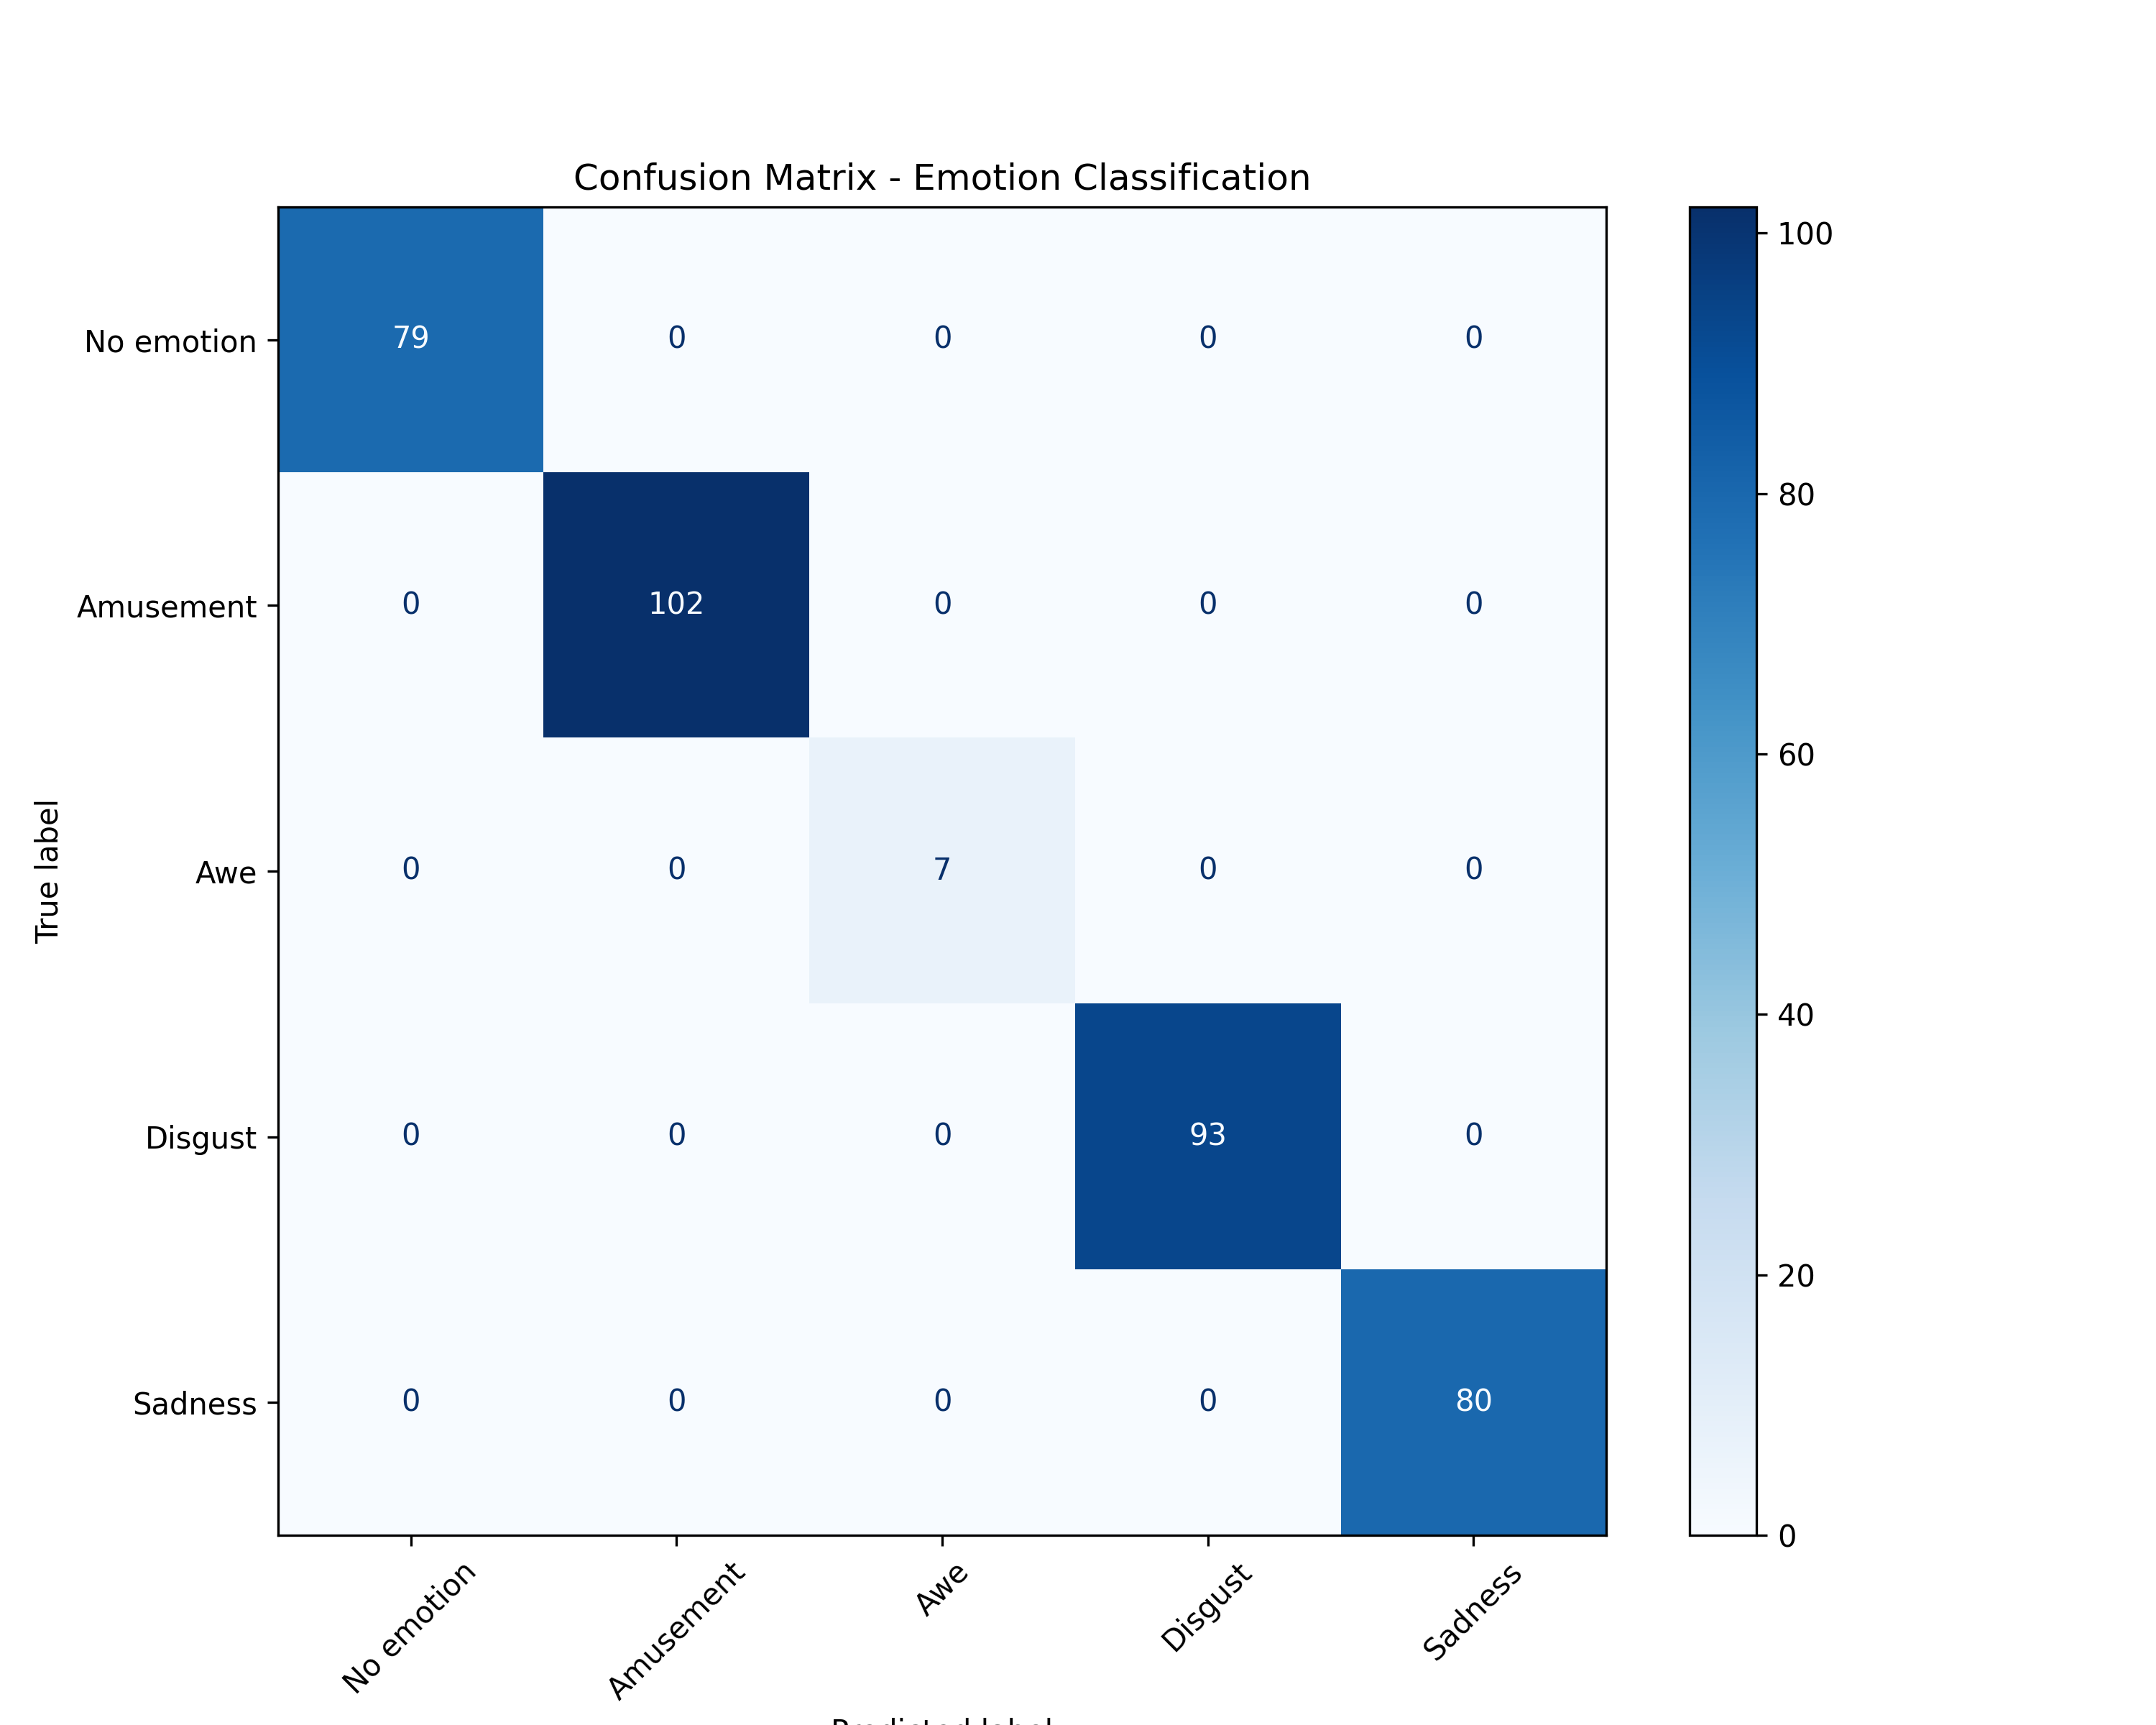 Confusion Matrix - Emotion Classification
No emotion 79 0 0 0 0
Amusement 0 102 0 0 0
Awe 0 0 7 0 0
Disgust 0 0 0 93 0
Sadness 0 0 0 0 80
True label
No emotion Amusement Awe Disgust Sadness
Predicted label
100
80
60
40
20
0